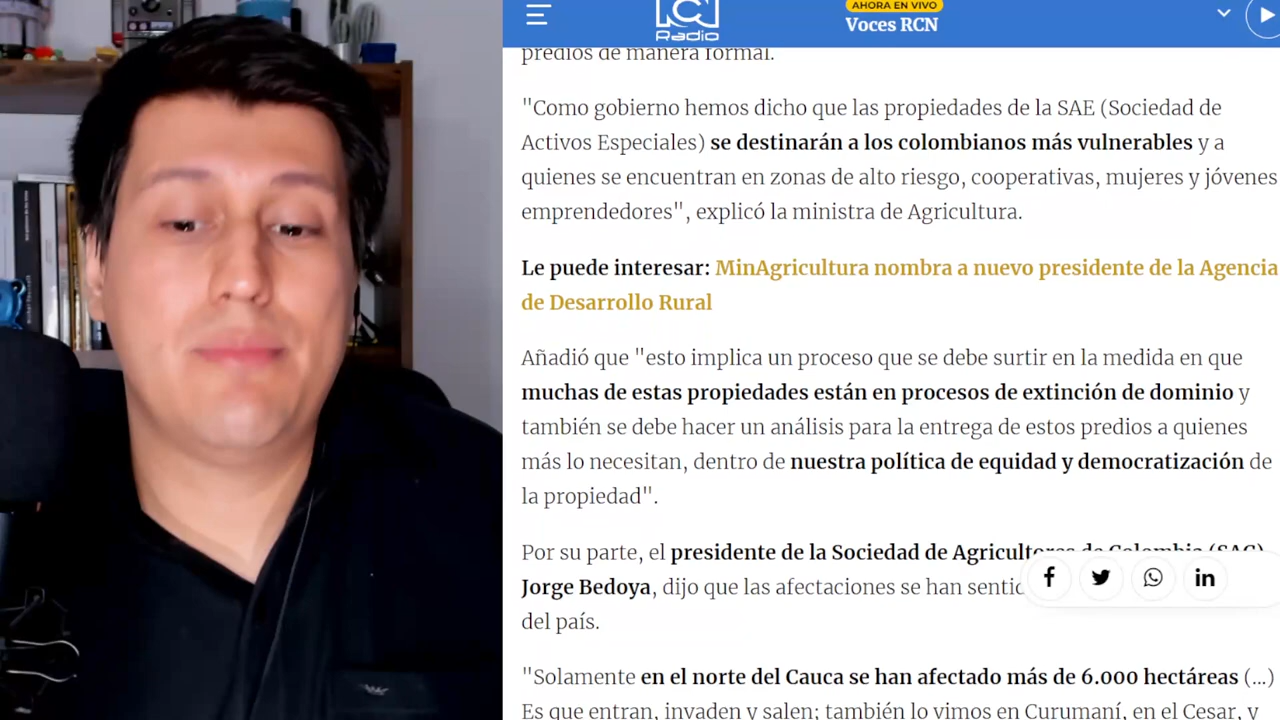 RCN
Radio
AHORA EN VIVO
Voces RCN
predios de manera formal.
"Como gobierno hemos dicho que las propiedades de la SAE (Sociedad de
Activos Especiales) se destinarán a los colombianos más vulnerables y a
quienes se encuentran en zonas de alto riesgo, cooperativas, mujeres y jóvenes
emprendedores", explicó la ministra de Agricultura.
Le puede interesar: MinAgricultura nombra a nuevo presidente de la Agencia
de Desarrollo Rural
Añadió que "esto implica un proceso que se debe surtir en la medida en que
muchas de estas propiedades están en procesos de extinción de dominio y
también se debe hacer un análisis para la entrega de estos predios a quienes
más lo necesitan, dentro de nuestra política de equidad y democratización de
la propiedad".
Por su parte, el presidente de la Sociedad de Agricultores de Colombia (SAC),
Jorge Bedoya, dijo que las afectaciones se han sentid
del país.
"Solamente en el norte del Cauca se han afectado más de 6.000 hectáreas (...)
Es que entran, invaden y salen; también lo vimos en Curumaní, en el Cesar, y